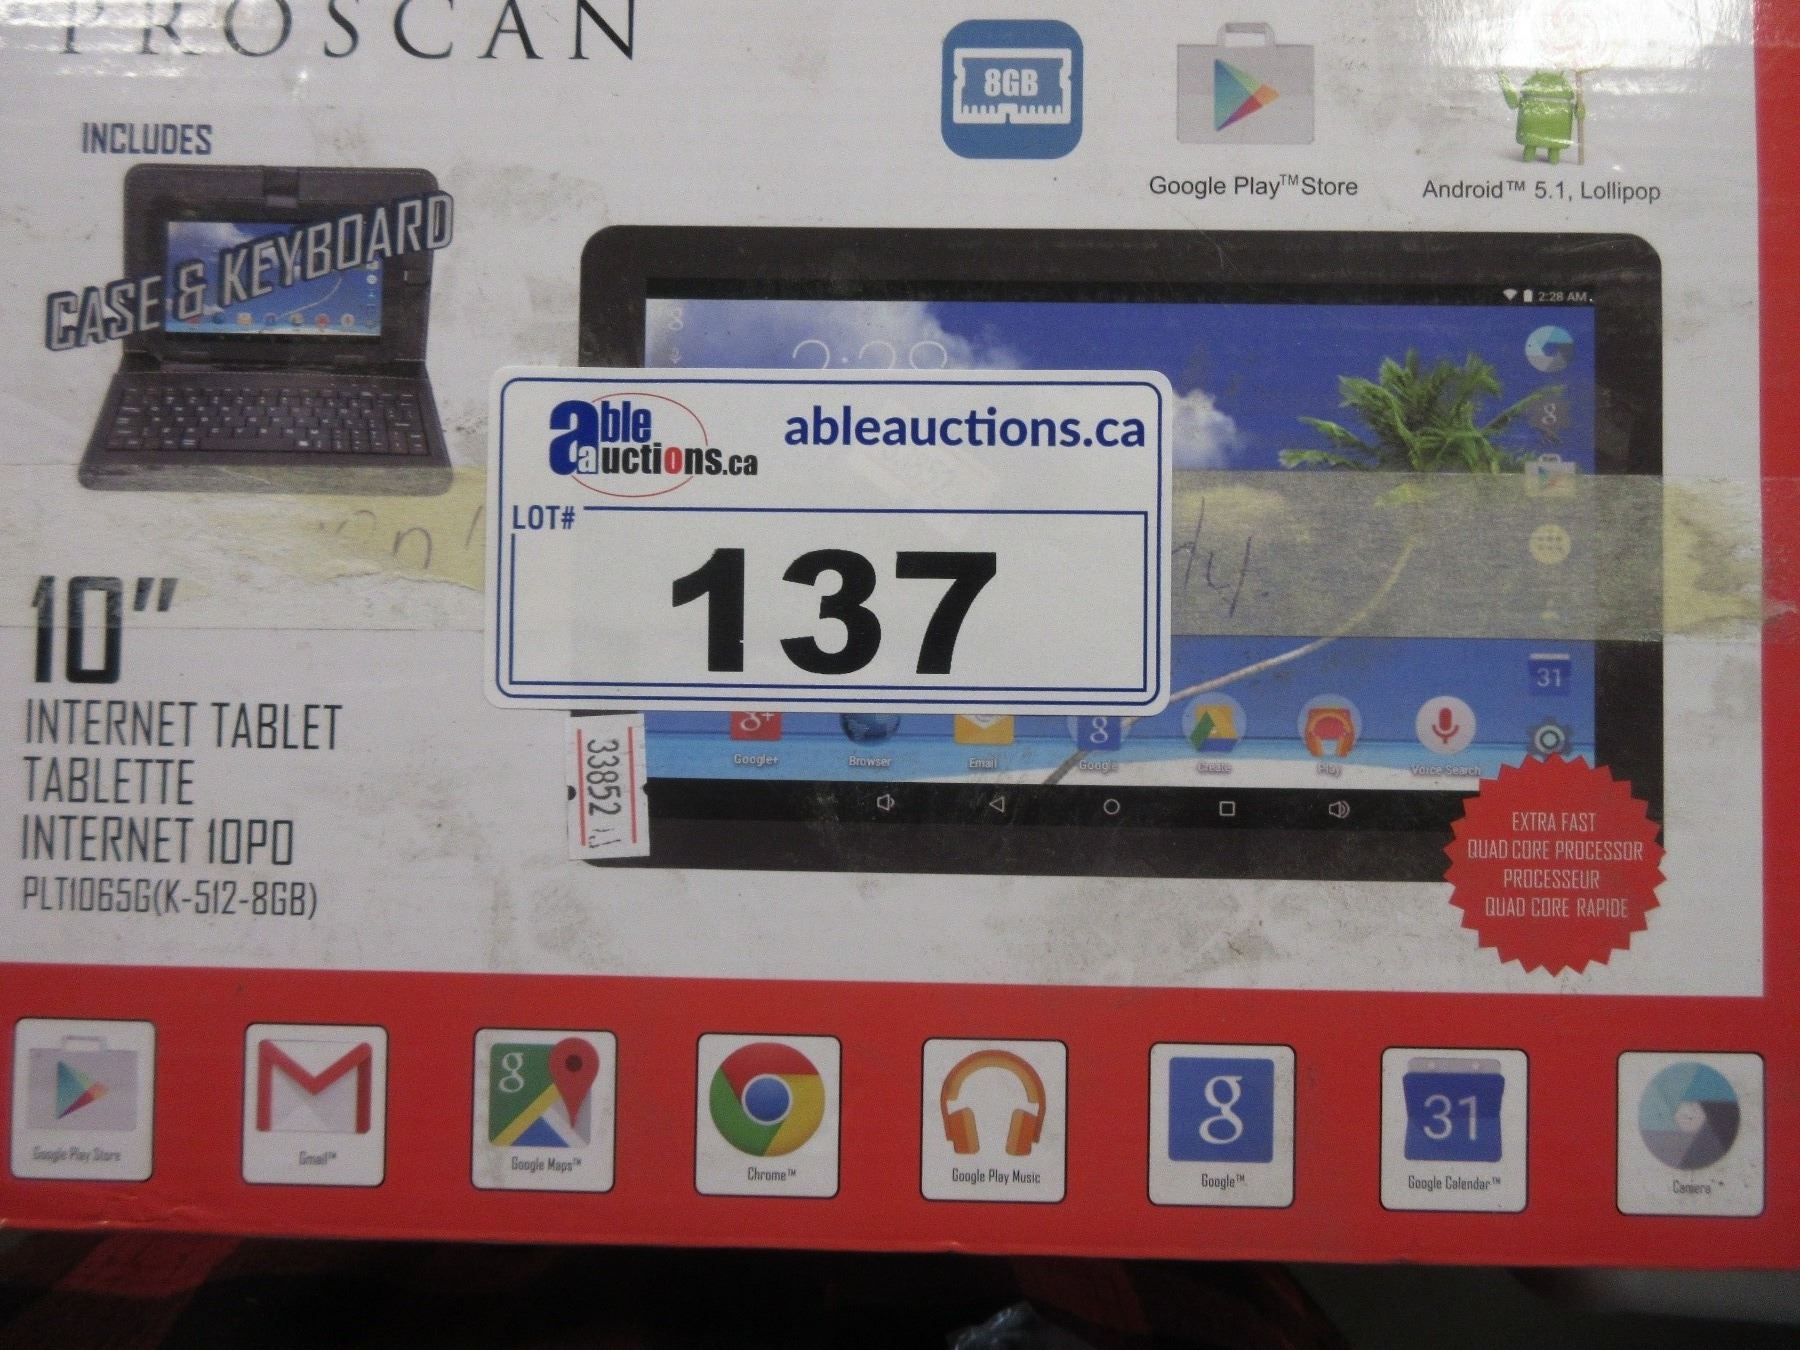 PROSCAN
8GB
Google Play™ Store
Android™ 5.1, Lollipop
INCLUDES
CASE & KEYBOARD
2:28 AM
2:28
able auctions.ca
ableauctions.ca
LOT#
137
10"
INTERNET TABLET
TABLETTE
INTERNET 10PO
PLT1065G(K-512-8GB)
33852
31
Google+
Browser
Email
Google
Create
Play
Voice Search
EXTRA FAST
QUAD CORE PROCESSOR
PROCESSEUR
QUAD CORE RAPIDE
Google Play Store
Gmail™
Google Maps™
Chrome™
Google Play Music
Google™
31
Google Calendar™
Camera